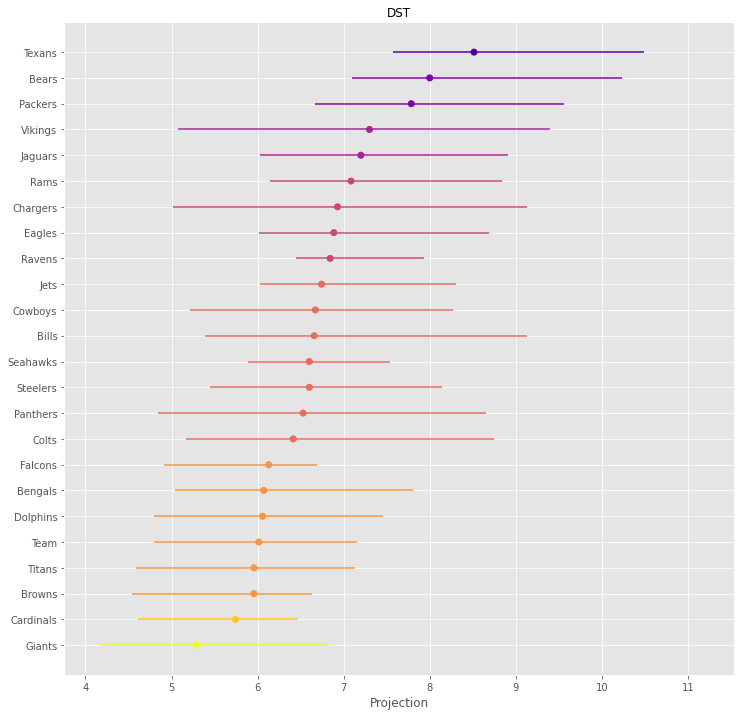 DST
Texans
Bears
Packers
Vikings
Jaguars
Rams
Chargers
Eagles
Ravens
Jets
Cowboys
Bills
Seahawks
Steelers
Panthers
Colts
Falcons
Bengals
Dolphins
Team
Titans
Browns
Cardinals
Giants
4 5 6 7 8 9 10 11
Projection